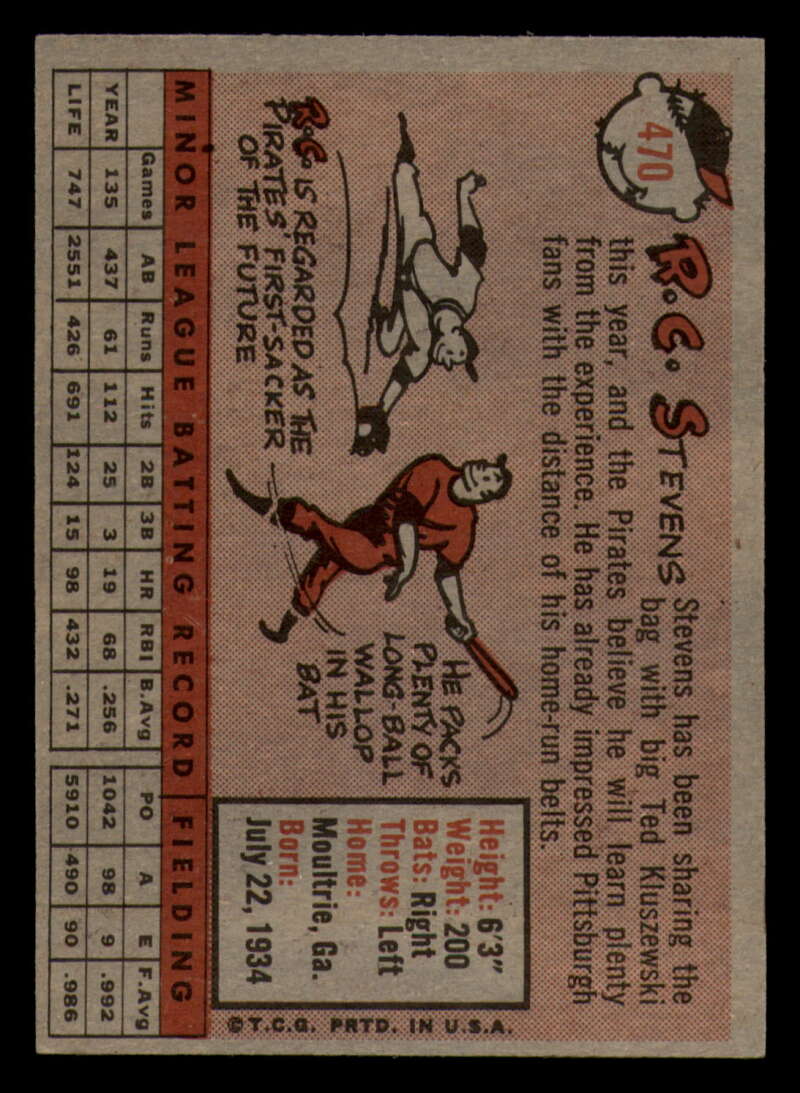 470
R.C. STEVENS
Stevens has been sharing the
bag with big Ted Kluszewski
this year, and the Pirates believe he will learn plenty
from the experience. He has already impressed Pittsburgh
fans with the distance of his home-run belts.
R.C. IS REGARDED AS THE
PIRATES' FIRST-SACKER
OF THE FUTURE
HE PACKS
PLENTY OF
LONG-BALL
WALLOP
IN HIS
BAT
Height: 6'3"
Weight: 200
Bats: Right
Throws: Left
Home:
Moultrie, Ga.
Born:
July 22, 1934
© T.C.G. PRTD. IN U.S.A.
MINOR LEAGUE BATTING RECORD FIELDING
Games AB Runs Hits 2B 3B HR RBI B.Avg PO A E F.Avg
YEAR 135 437 61 112 25 3 19 68 .256 1042 98 9 .992
LIFE 747 2551 426 691 124 15 98 432 .271 5910 490 90 .986